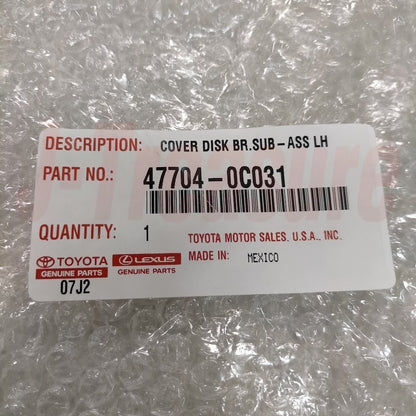 DESCRIPTION: COVER DISK BR.SUB-ASS LH
PART NO.: 47704-0C031
QUANTITY: 1
TOYOTA MOTOR SALES. U.S.A., INC.
TOYOTA
GENUINE PARTS
LEXUS
GENUINE PARTS
MADE IN: MEXICO
07J2